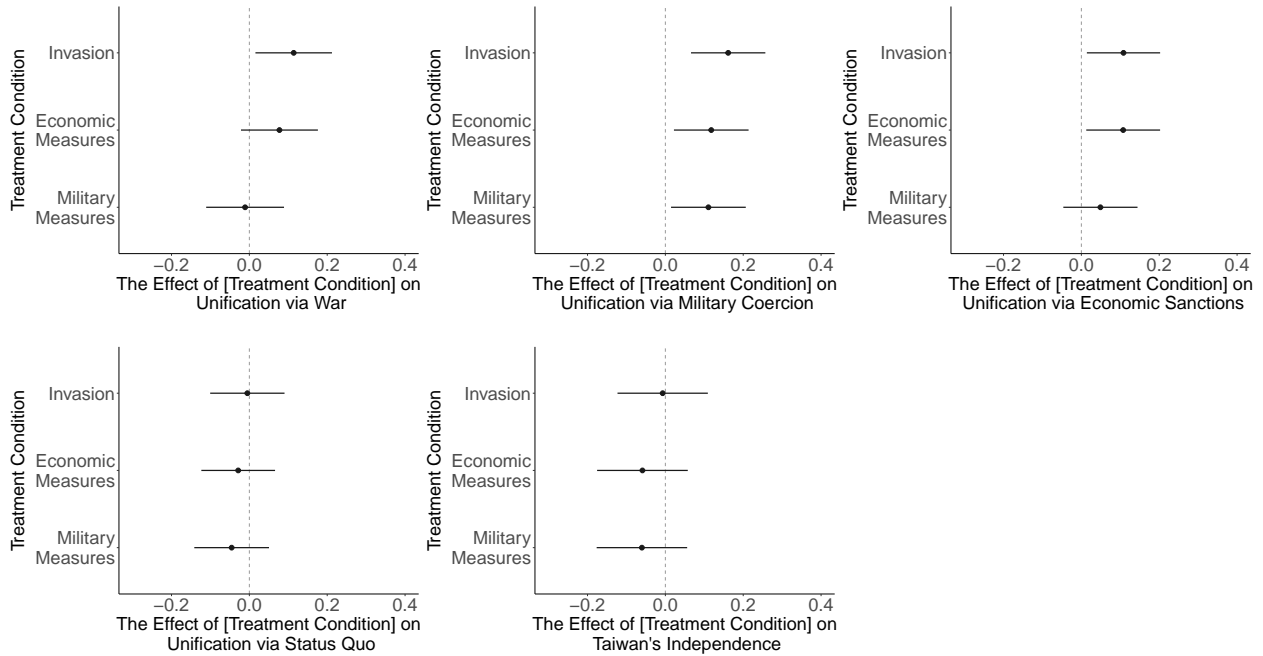 Treatment Condition
Invasion
Economic
Measures
Military
Measures
−0.2 0.0 0.2 0.4
The Effect of [Treatment Condition] on
Unification via War
Treatment Condition
Invasion
Economic
Measures
Military
Measures
−0.2 0.0 0.2 0.4
The Effect of [Treatment Condition] on
Unification via Military Coercion
Treatment Condition
Invasion
Economic
Measures
Military
Measures
−0.2 0.0 0.2 0.4
The Effect of [Treatment Condition] on
Unification via Economic Sanctions
Treatment Condition
Invasion
Economic
Measures
Military
Measures
−0.2 0.0 0.2 0.4
The Effect of [Treatment Condition] on
Unification via Status Quo
Treatment Condition
Invasion
Economic
Measures
Military
Measures
−0.2 0.0 0.2 0.4
The Effect of [Treatment Condition] on
Taiwan's Independence